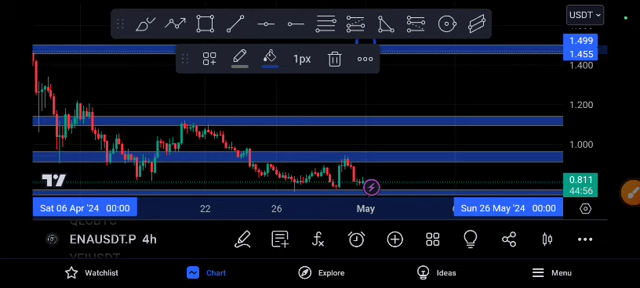 USDT
1.499
1.455
1px
1.400
1.200
1.000
0.811
44:56
Sat 06 Apr '24 00:00
22
26
May
Sun 26 May '24 00:00
ENAUSDT.P 4h
Watchlist
Chart
Explore
Ideas
Menu